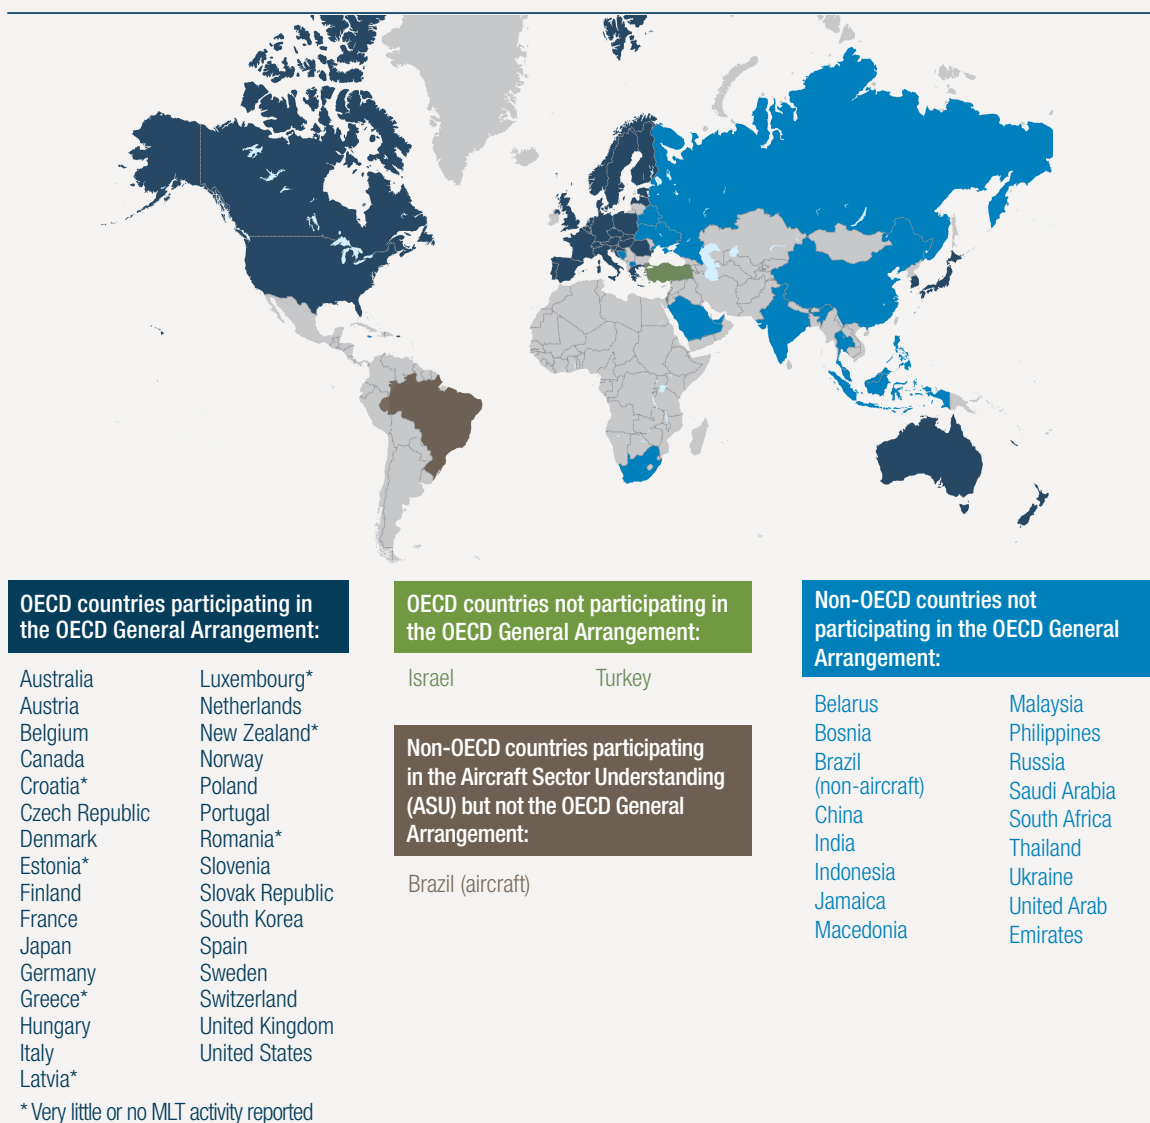 OECD countries participating in
the OECD General Arrangement:
Australia
Austria
Belgium
Canada
Croatia*
Czech Republic
Denmark
Estonia*
Finland
France
Japan
Germany
Greece*
Hungary
Italy
Latvia*
Luxembourg*
Netherlands
New Zealand*
Norway
Poland
Portugal
Romania*
Slovenia
Slovak Republic
South Korea
Spain
Sweden
Switzerland
United Kingdom
United States
* Very little or no MLT activity reported
OECD countries not participating in
the OECD General Arrangement:
Israel
Turkey
Non-OECD countries participating
in the Aircraft Sector Understanding
(ASU) but not the OECD General
Arrangement:
Brazil (aircraft)
Non-OECD countries not
participating in the OECD General
Arrangement:
Belarus
Bosnia
Brazil
(non-aircraft)
China
India
Indonesia
Jamaica
Macedonia
Malaysia
Philippines
Russia
Saudi Arabia
South Africa
Thailand
Ukraine
United Arab
Emirates